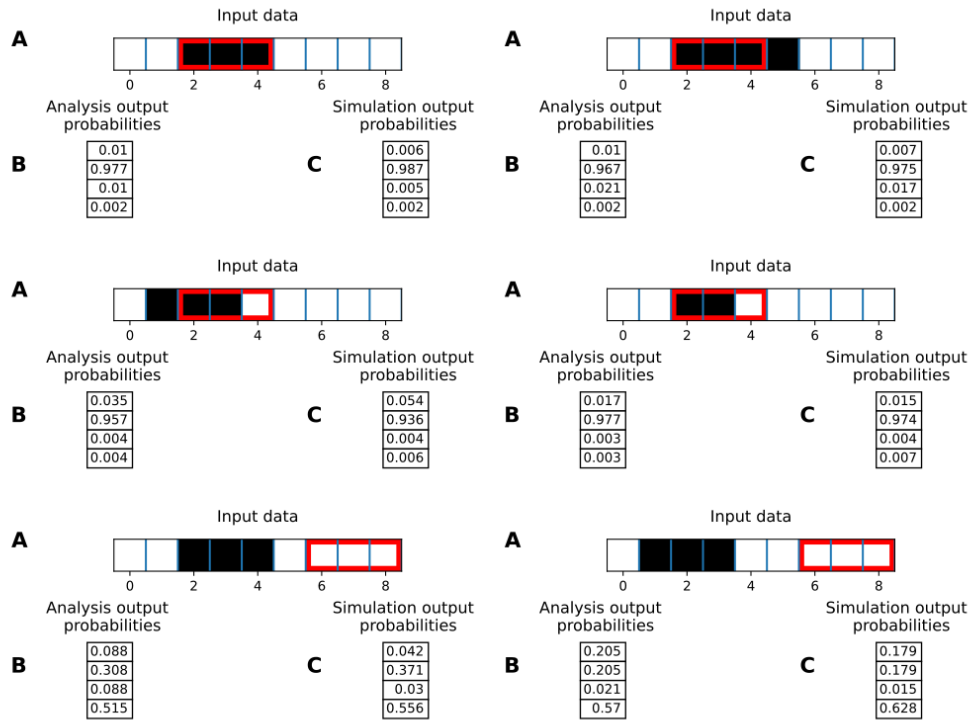 Input data
A
0 2 4 6 8
Analysis output
probabilities
Simulation output
probabilities
B
0.01
0.977
0.01
0.002
C
0.006
0.987
0.005
0.002
Input data
A
0 2 4 6 8
Analysis output
probabilities
Simulation output
probabilities
B
0.01
0.967
0.021
0.002
C
0.007
0.975
0.017
0.002
Input data
A
0 2 4 6 8
Analysis output
probabilities
Simulation output
probabilities
B
0.035
0.957
0.004
0.004
C
0.054
0.936
0.004
0.006
Input data
A
0 2 4 6 8
Analysis output
probabilities
Simulation output
probabilities
B
0.017
0.977
0.003
0.003
C
0.015
0.974
0.004
0.007
Input data
A
0 2 4 6 8
Analysis output
probabilities
Simulation output
probabilities
B
0.088
0.308
0.088
0.515
C
0.042
0.371
0.03
0.556
Input data
A
0 2 4 6 8
Analysis output
probabilities
Simulation output
probabilities
B
0.205
0.205
0.021
0.57
C
0.179
0.179
0.015
0.628